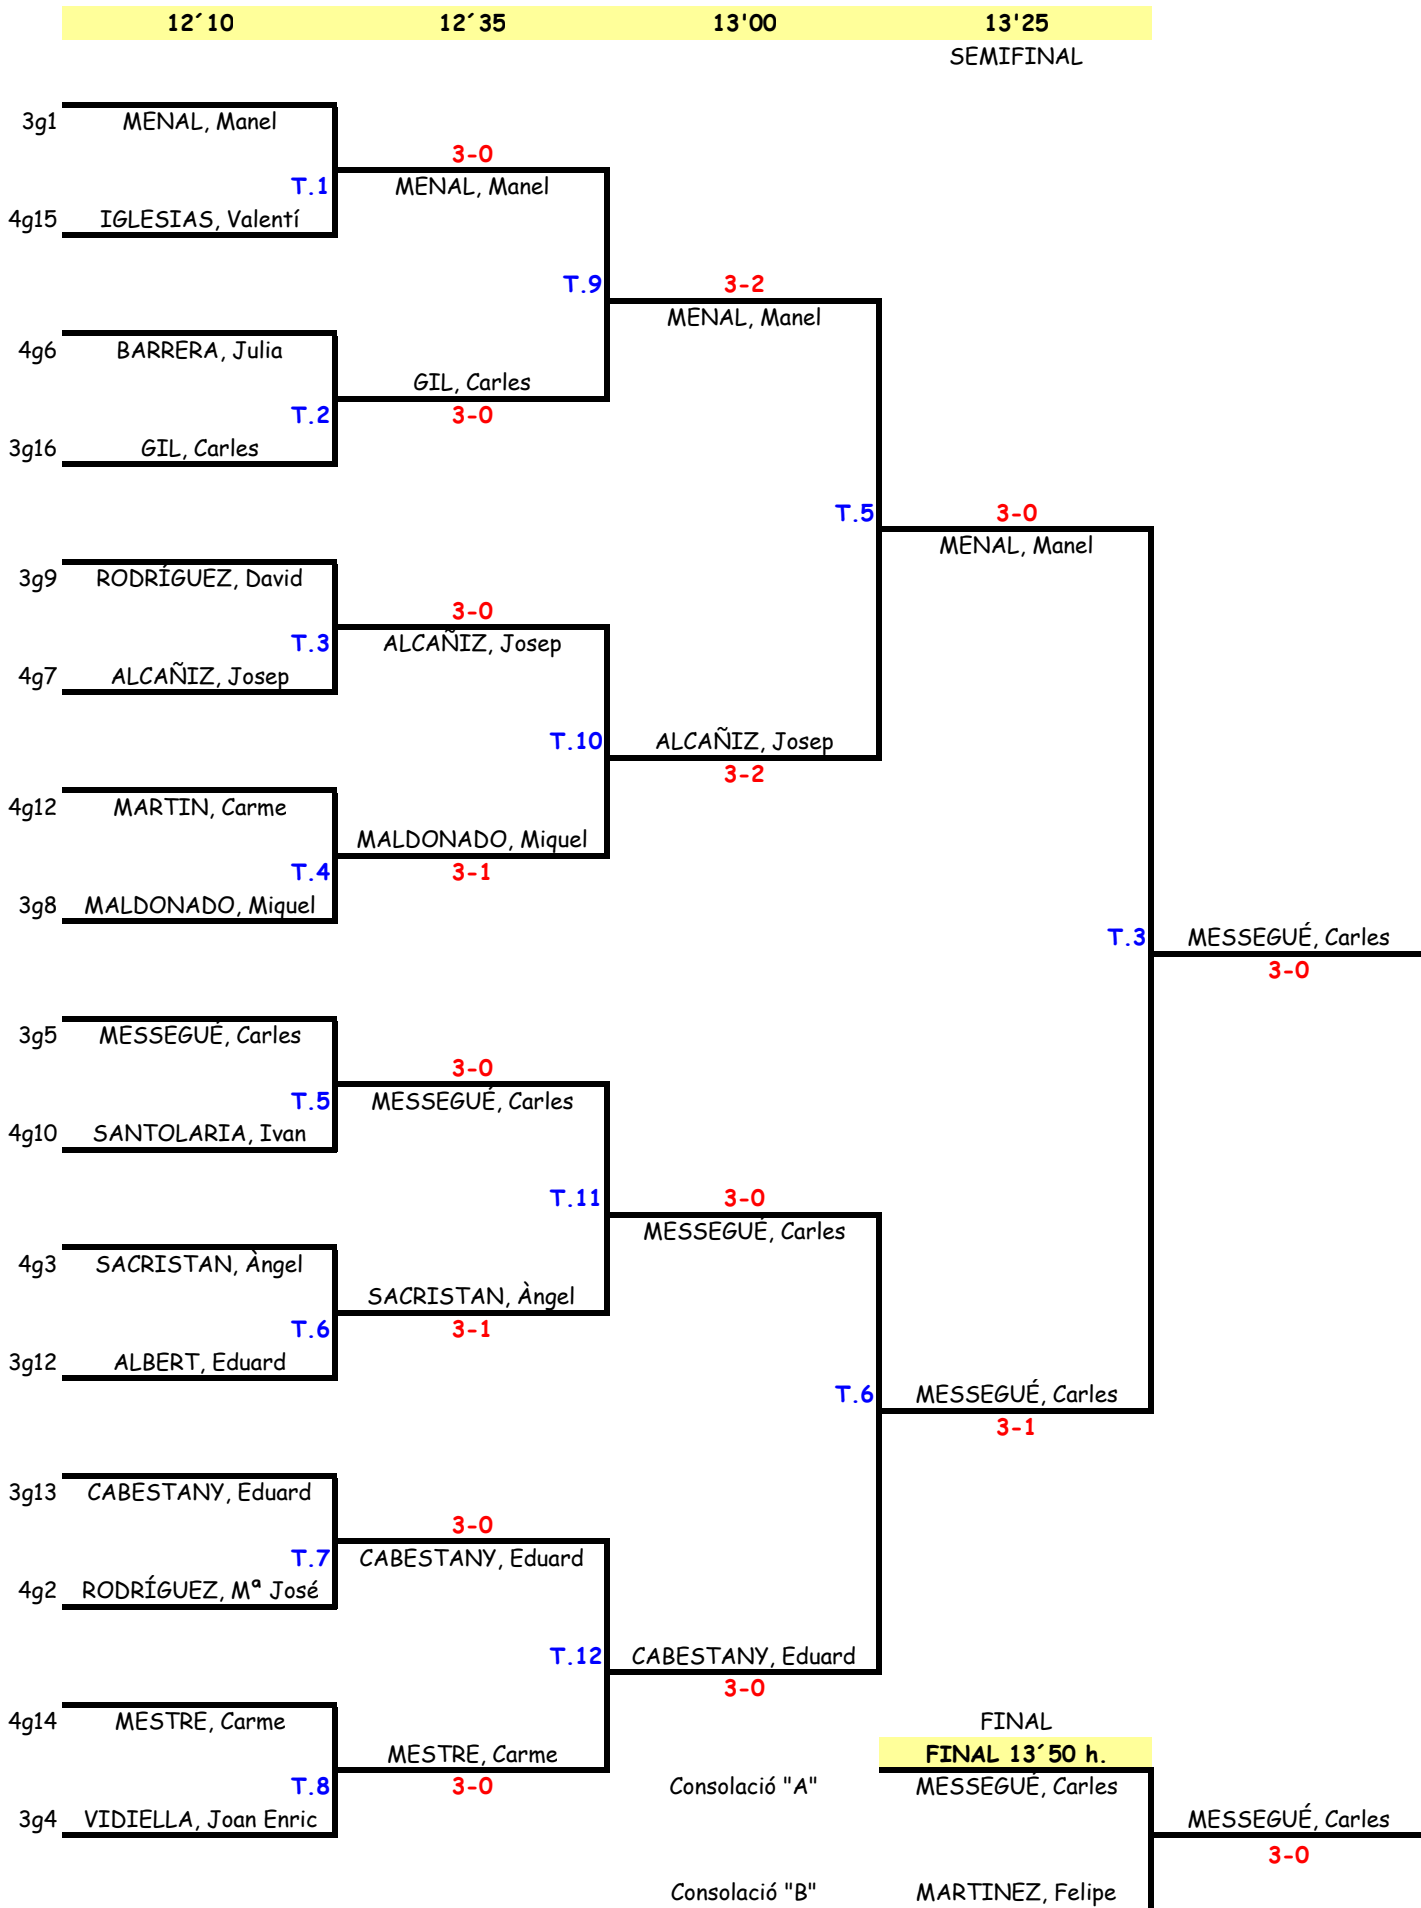 12´10 12´35 13'00 13'25
SEMIFINAL
3g1 MENAL, Manel
3-0
T.1 MENAL, Manel
4g15 IGLESIAS, Valentí
T.9 3-2
MENAL, Manel
4g6 BARRERA, Julia
GIL, Carles
T.2 3-0
3g16 GIL, Carles
T.5 3-0
MENAL, Manel
3g9 RODRÍGUEZ, David
3-0
T.3 ALCAÑIZ, Josep
4g7 ALCAÑIZ, Josep
T.10 ALCAÑIZ, Josep
3-2
4g12 MARTIN, Carme
MALDONADO, Miquel
T.4 3-1
3g8 MALDONADO, Miquel
T.3 MESSEGUÉ, Carles
3-0
3g5 MESSEGUÉ, Carles
3-0
T.5 MESSEGUÉ, Carles
4g10 SANTOLARIA, Ivan
T.11 3-0
MESSEGUÉ, Carles
4g3 SACRISTAN, Àngel
SACRISTAN, Àngel
T.6 3-1
3g12 ALBERT, Eduard
T.6 MESSEGUÉ, Carles
3-1
3g13 CABESTANY, Eduard
3-0
T.7 CABESTANY, Eduard
4g2 RODRÍGUEZ, Mª José
T.12 CABESTANY, Eduard
3-0
4g14 MESTRE, Carme FINAL
MESTRE, Carme FINAL 13´50 h.
T.8 3-0 Consolació "A" MESSEGUÉ, Carles
3g4 VIDIELLA, Joan Enric MESSEGUÉ, Carles
3-0
Consolació "B" MARTINEZ, Felipe